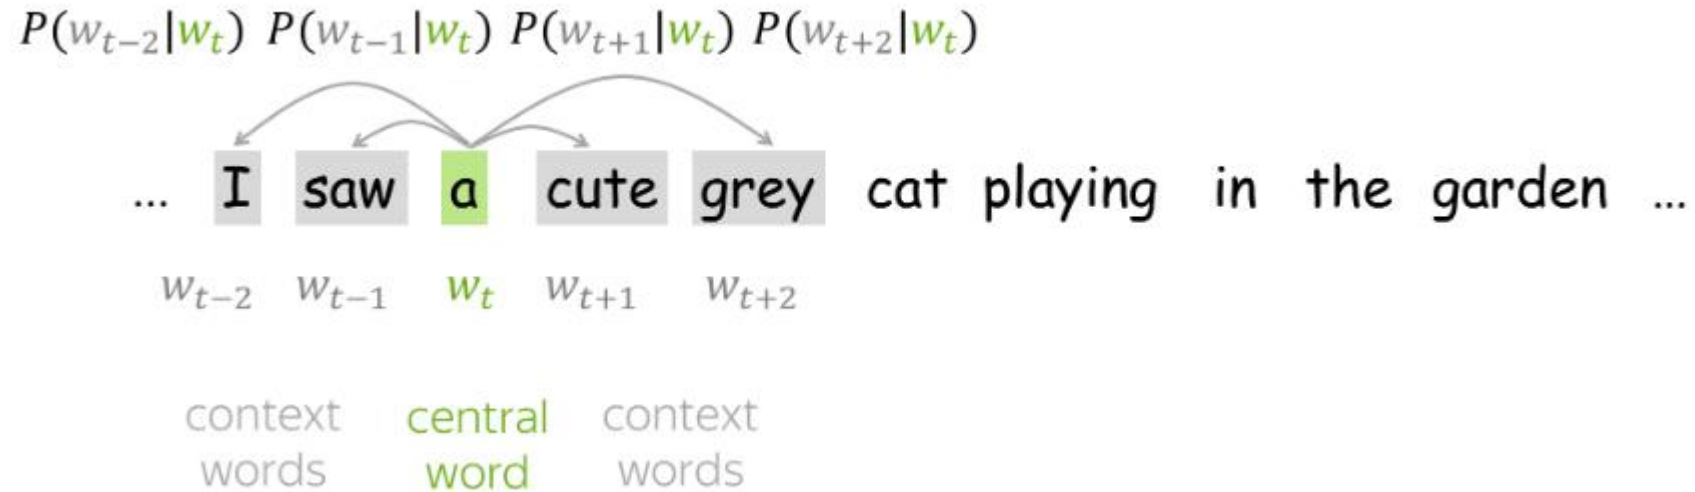 P(w_{t−2}|w_t) P(w_{t−1}|w_t) P(w_{t+1}|w_t) P(w_{t+2}|w_t)
... I saw a cute grey cat playing in the garden ...
w_{t−2} w_{t−1} w_t w_{t+1} w_{t+2}
context central context
words word words